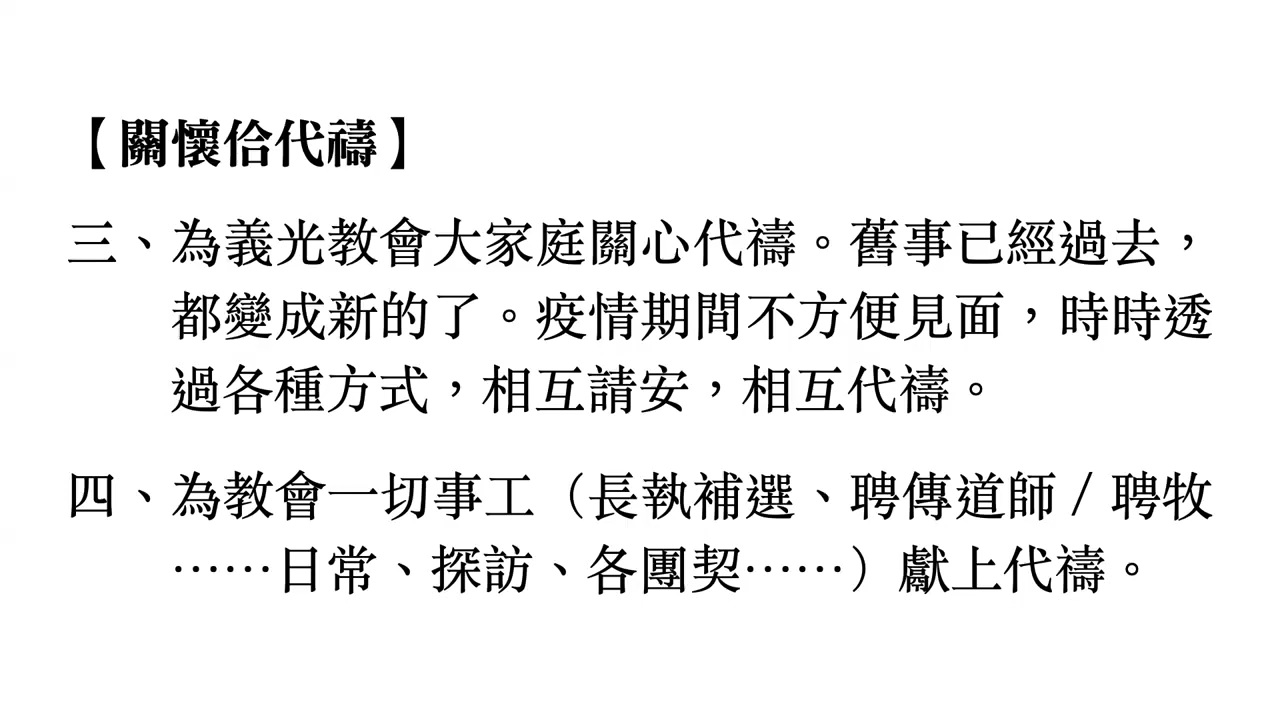 【關懷佮代禱】
三、為義光教會大家庭關心代禱。舊事已經過去，
都變成新的了。疫情期間不方便見面，時時透
過各種方式，相互請安，相互代禱。
四、為教會一切事工（長執補選、聘傳道師／聘牧
……日常、探訪、各團契……）獻上代禱。